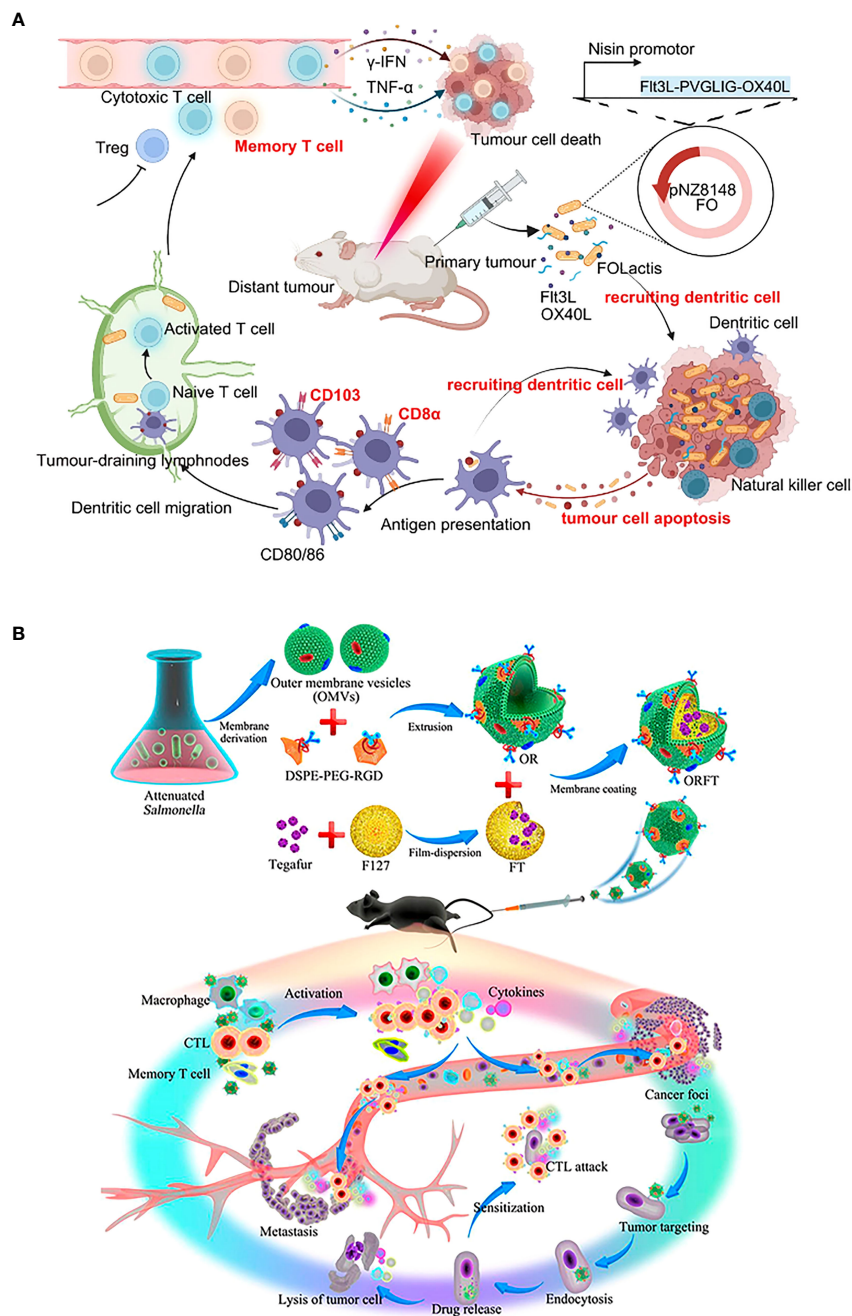 A
γ-IFN
TNF-α
Nisin promotor
Flt3L-PVGLIG-OX40L
Cytotoxic T cell
Treg
Memory T cell
Tumour cell death
pNZ8148
FO
Primary tumour
Distant tumour
FOLactis
Flt3L
OX40L
recruiting dentritic cell
Dentritic cell
Activated T cell
Naive T cell
recruiting dentritic cell
CD103
CD8α
Tumour-draining lymphnodes
Natural killer cell
Dentritic cell migration
Antigen presentation
tumour cell apoptosis
CD80/86
B
Outer membrane vesicles
(OMVs)
Membrane
derivation
Extrusion
DSPE-PEG-RGD
OR
Membrane coating
ORFT
Attenuated
Salmonella
Tegafur
F127
Film-dispersion
FT
Macrophage
Activation
Cytokines
CTL
Memory T cell
Cancer foci
CTL attack
Metastasis
Sensitization
Tumor targeting
Lysis of tumor cell
Drug release
Endocytosis